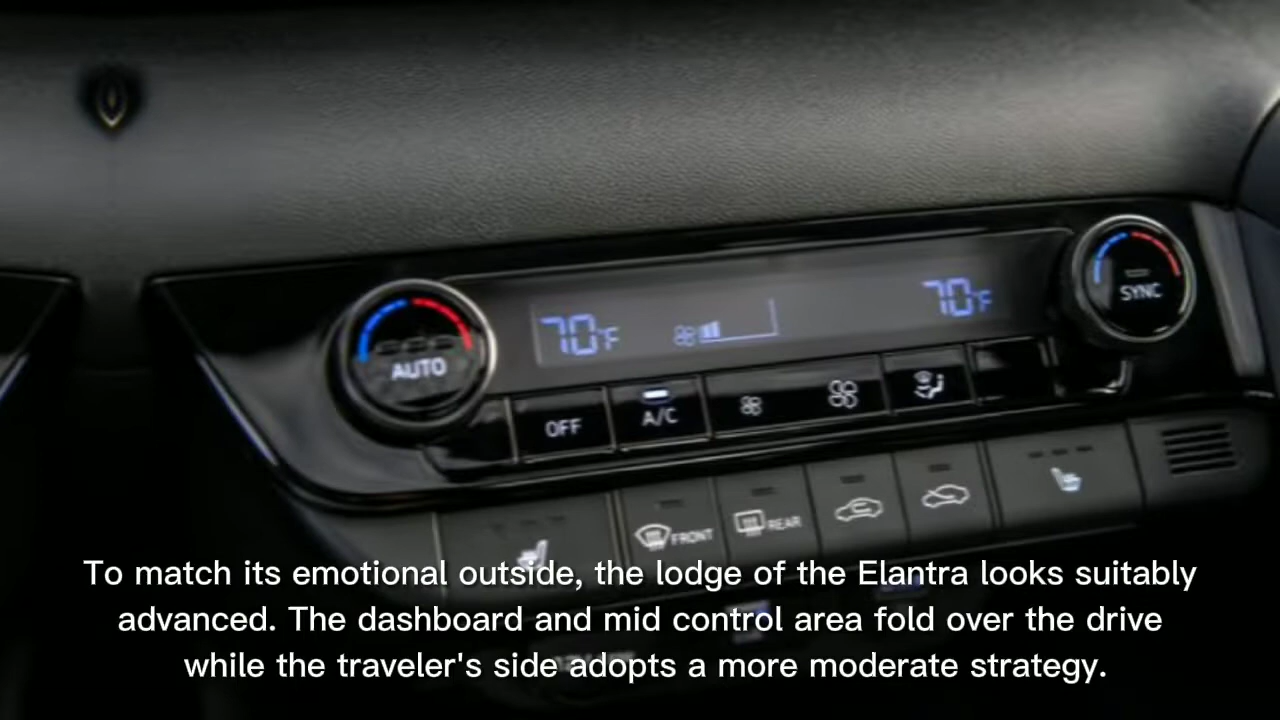 70°F
70°F
AUTO
SYNC
OFF
A/C
FRONT
REAR
To match its emotional outside, the lodge of the Elantra looks suitably
advanced. The dashboard and mid control area fold over the drive
while the traveler's side adopts a more moderate strategy.